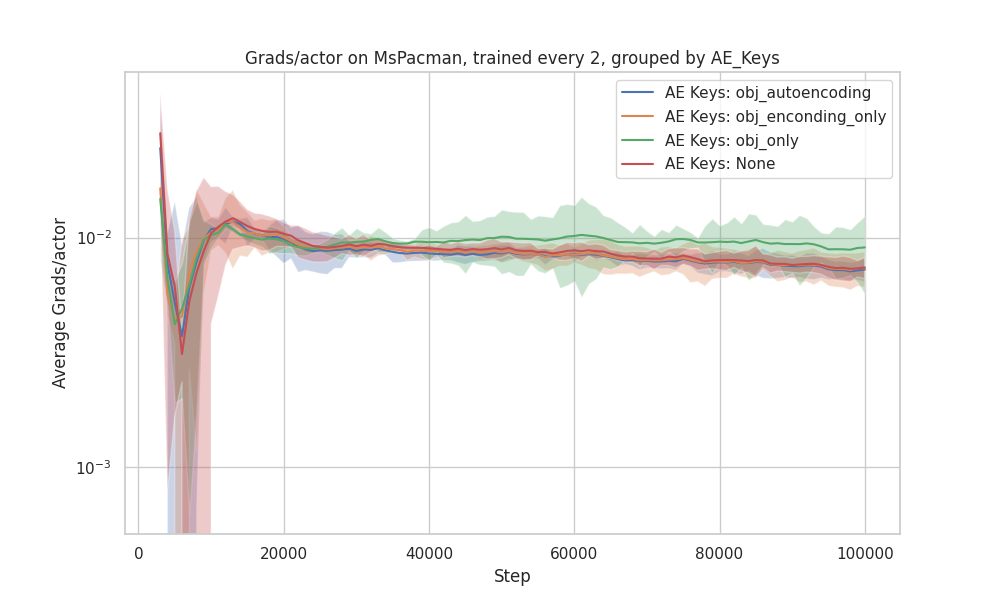 Grads/actor on MsPacman, trained every 2, grouped by AE_Keys
AE Keys: obj_autoencoding
AE Keys: obj_enconding_only
AE Keys: obj_only
AE Keys: None
Average Grads/actor
10⁻²
10⁻³
0
20000
40000
60000
80000
100000
Step